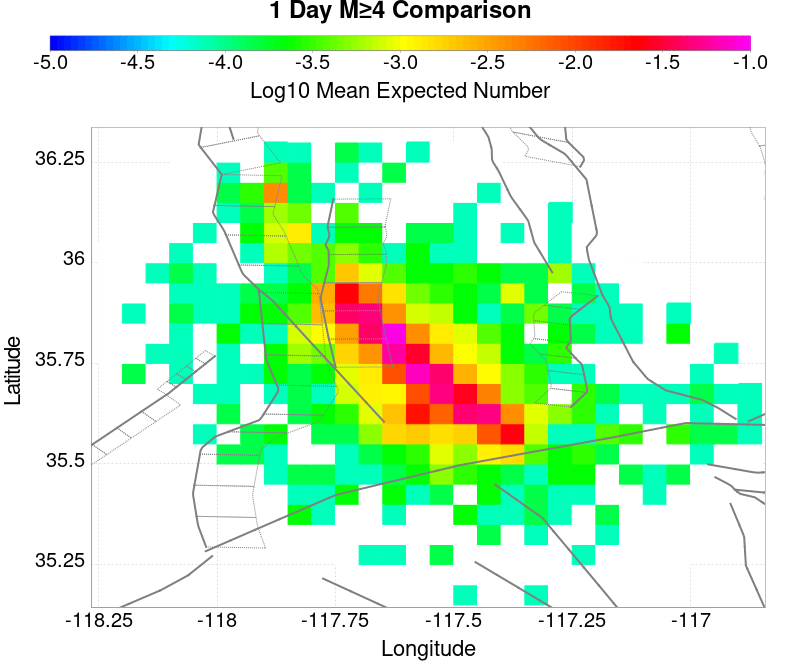 1 Day M≥4 Comparison
-5.0 -4.5 -4.0 -3.5 -3.0 -2.5 -2.0 -1.5 -1.0
Log10 Mean Expected Number
36.25
36
35.75
35.5
35.25
Latitude
-118.25 -118 -117.75 -117.5 -117.25 -117
Longitude